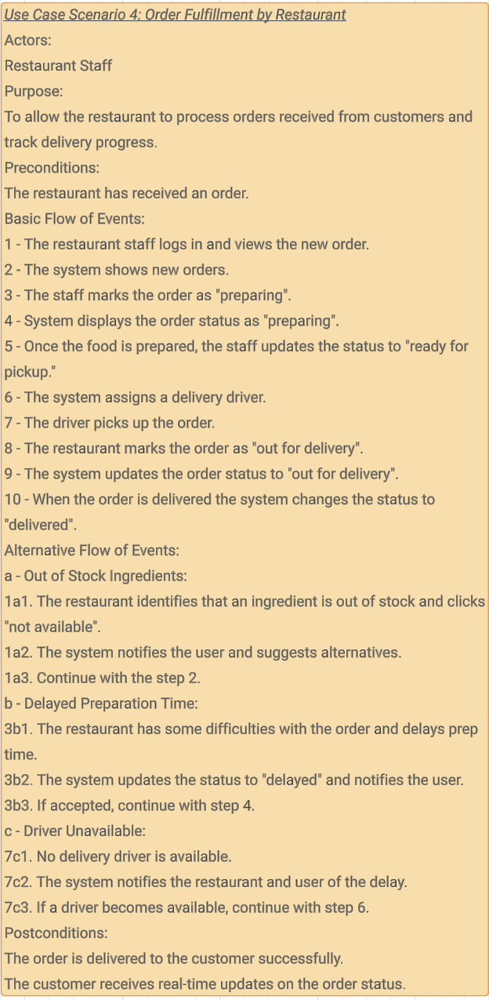 Use Case Scenario 4: Order Fulfillment by Restaurant
Actors:
Restaurant Staff
Purpose:
To allow the restaurant to process orders received from customers and
track delivery progress.
Preconditions:
The restaurant has received an order.
Basic Flow of Events:
1 - The restaurant staff logs in and views the new order.
2 - The system shows new orders.
3 - The staff marks the order as "preparing".
4 - System displays the order status as "preparing".
5 - Once the food is prepared, the staff updates the status to "ready for
pickup."
6 - The system assigns a delivery driver.
7 - The driver picks up the order.
8 - The restaurant marks the order as "out for delivery".
9 - The system updates the order status to "out for delivery".
10 - When the order is delivered the system changes the status to
"delivered".
Alternative Flow of Events:
a - Out of Stock Ingredients:
1a1. The restaurant identifies that an ingredient is out of stock and clicks
"not available".
1a2. The system notifies the user and suggests alternatives.
1a3. Continue with the step 2.
b - Delayed Preparation Time:
3b1. The restaurant has some difficulties with the order and delays prep
time.
3b2. The system updates the status to "delayed" and notifies the user.
3b3. If accepted, continue with step 4.
c - Driver Unavailable:
7c1. No delivery driver is available.
7c2. The system notifies the restaurant and user of the delay.
7c3. If a driver becomes available, continue with step 6.
Postconditions:
The order is delivered to the customer successfully.
The customer receives real-time updates on the order status.